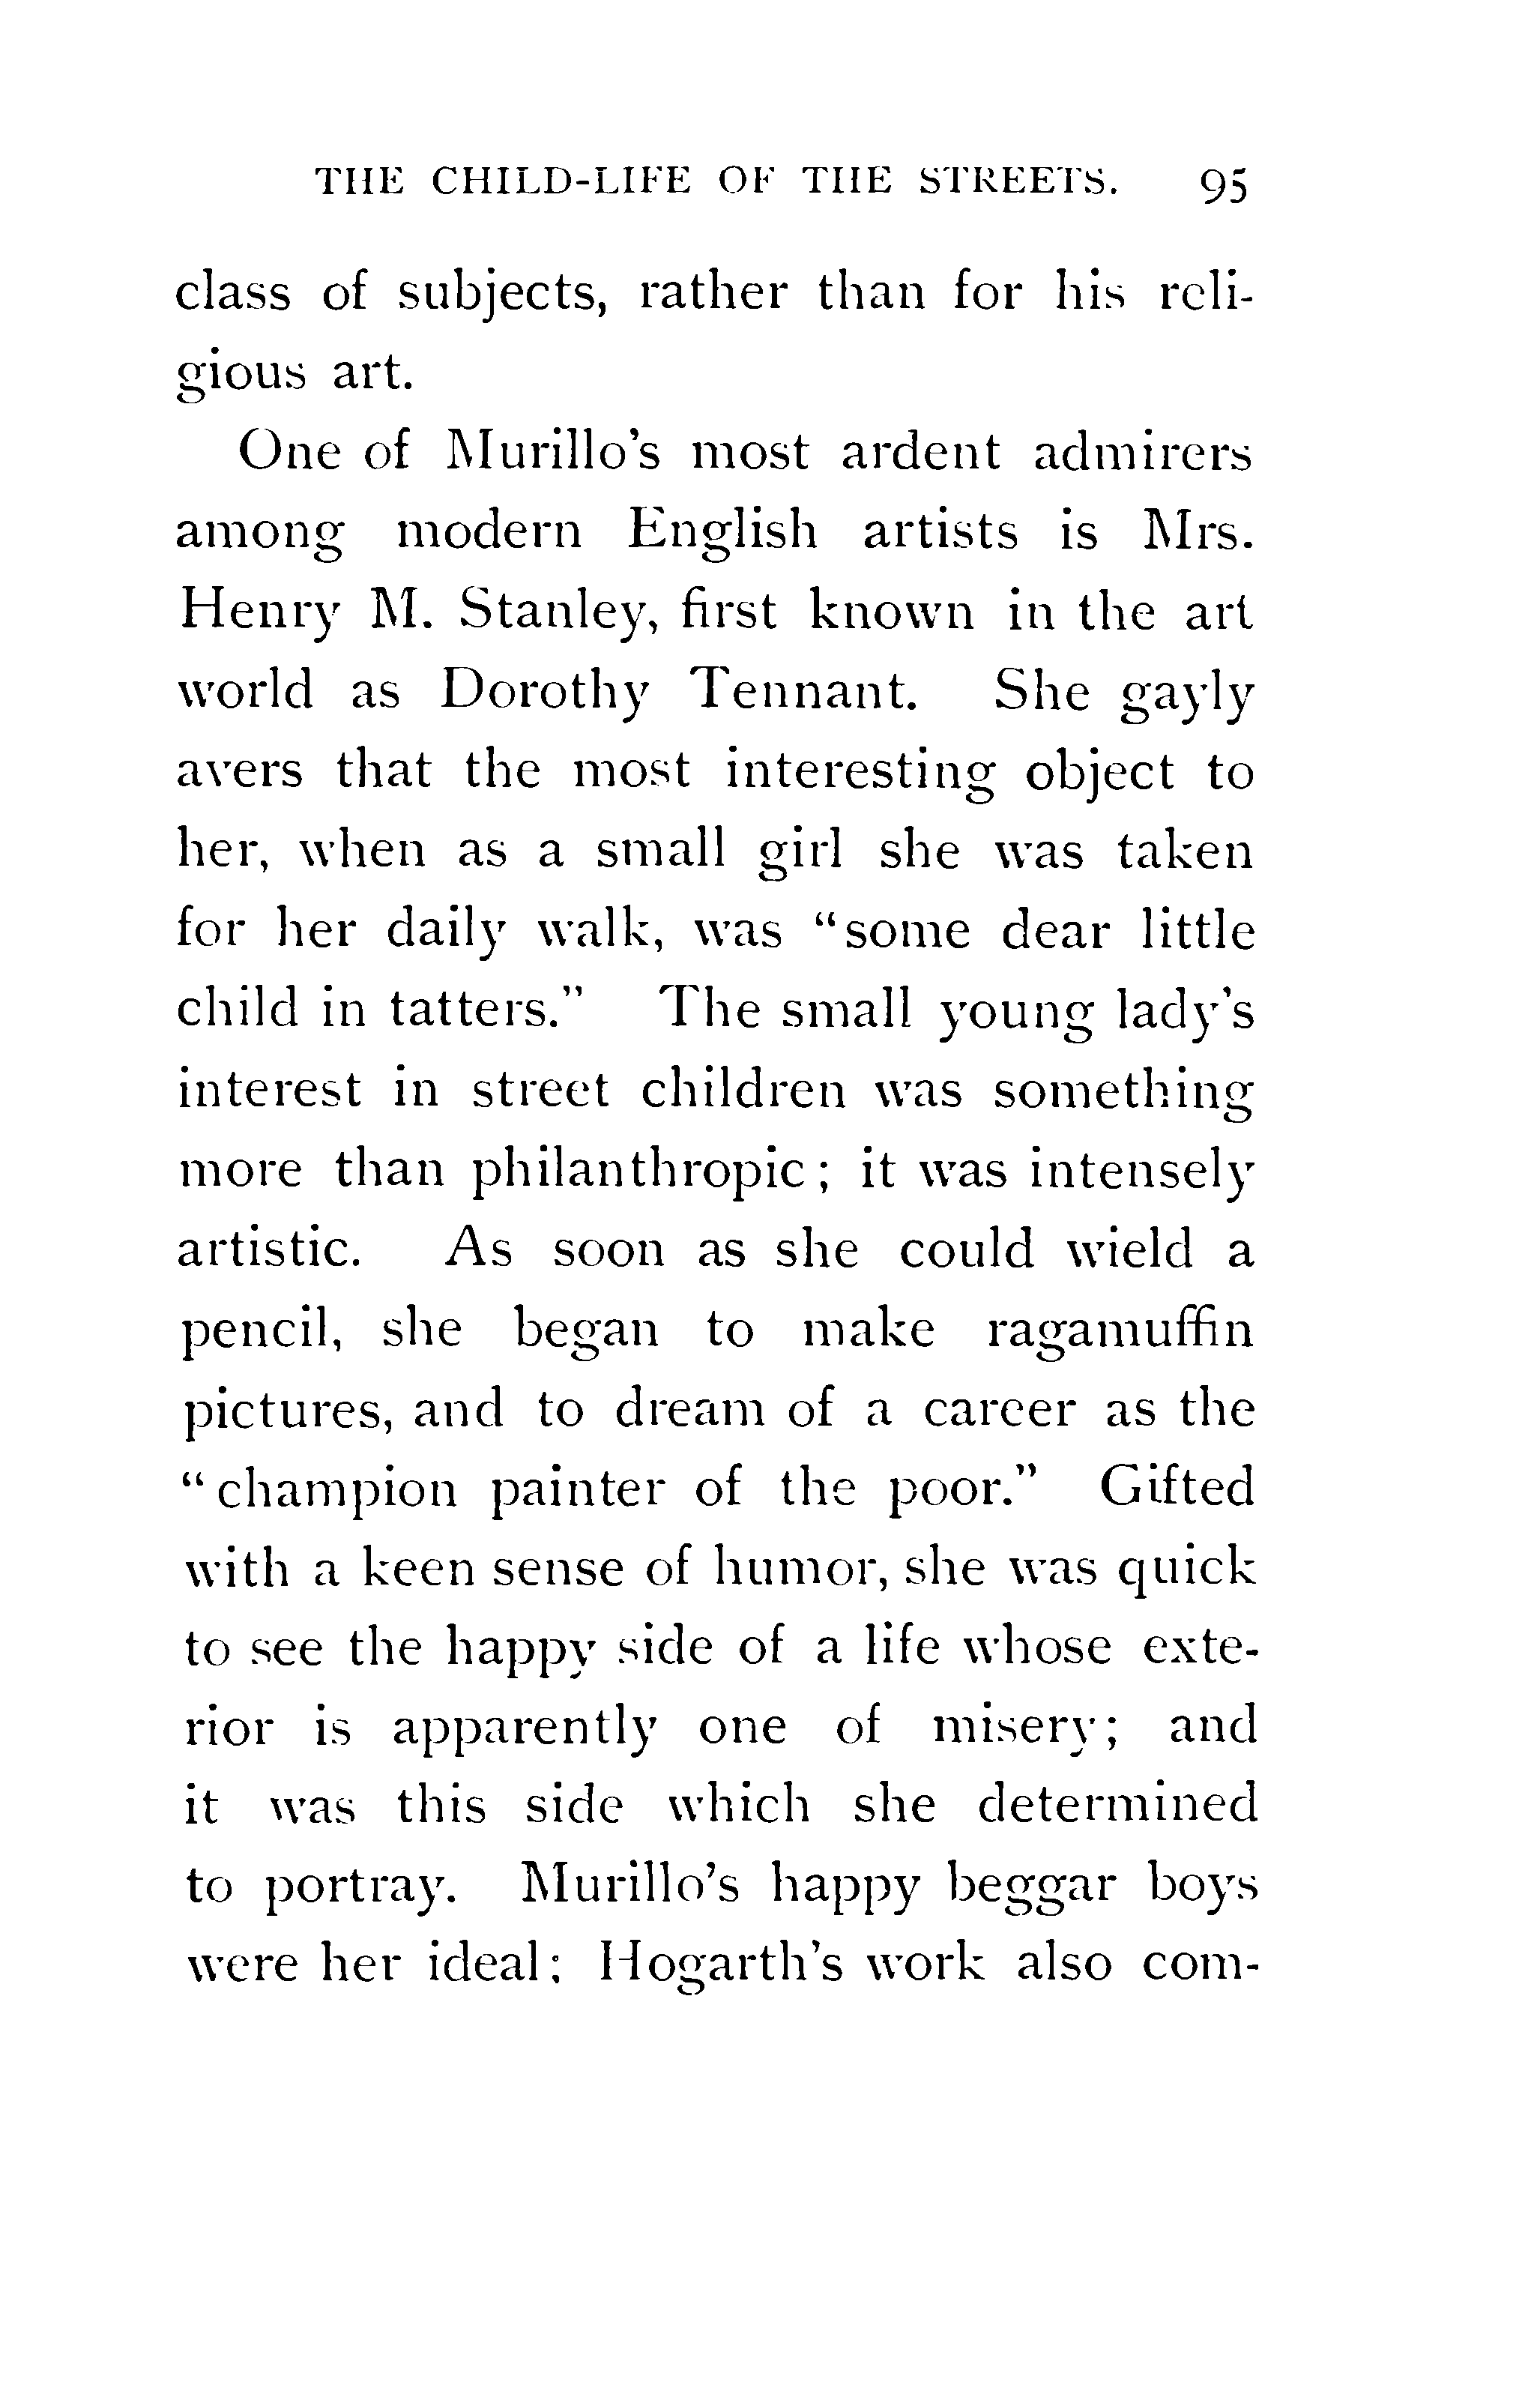 THE CHILD-LIFE OF THE STREETS. 95
class of subjects, rather than for his reli-
gious art.
One of Murillo's most ardent admirers
among modern English artists is Mrs.
Henry M. Stanley, first known in the art
world as Dorothy Tennant. She gayly
avers that the most interesting object to
her, when as a small girl she was taken
for her daily walk, was "some dear little
child in tatters." The small young lady's
interest in street children was something
more than philanthropic; it was intensely
artistic. As soon as she could wield a
pencil, she began to make ragamuffin
pictures, and to dream of a career as the
"champion painter of the poor." Gifted
with a keen sense of humor, she was quick
to see the happy side of a life whose exte-
rior is apparently one of misery; and
it was this side which she determined
to portray. Murillo's happy beggar boys
were her ideal; Hogarth's work also com-